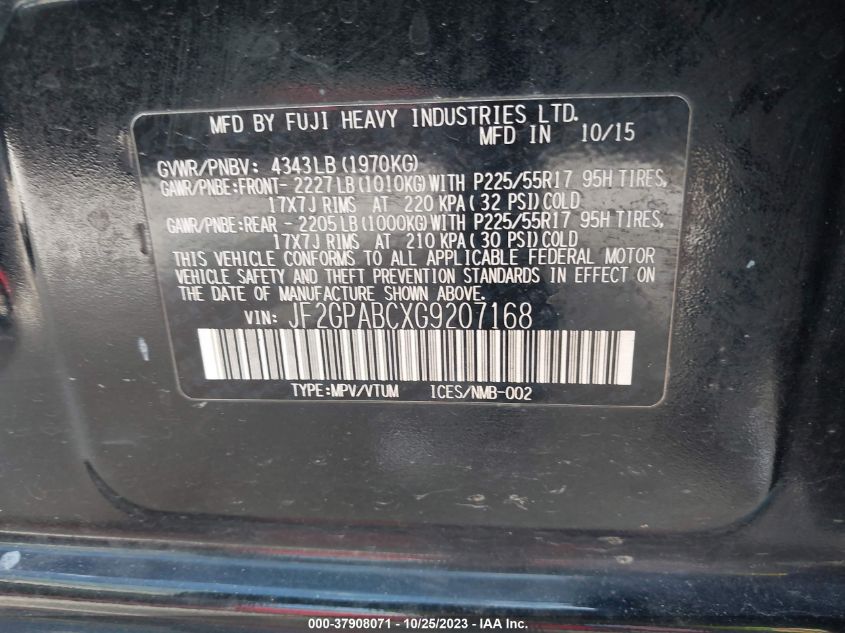 MFD BY FUJI HEAVY INDUSTRIES LTD.
MFD IN 10/15
GVWR/PNBV: 4343LB (1970KG)
GAWR/PNBE:FRONT- 2227LB (1010KG) WITH P225/55R17 95H TIRES,
17X7J RIMS AT 220 KPA ( 32 PSI) COLD
GAWR/PNBE:REAR - 2205LB (1000KG) WITH P225/55R17 95H TIRES,
17X7J RIMS AT 210 KPA ( 30 PSI) COLD
THIS VEHICLE CONFORMS TO ALL APPLICABLE FEDERAL MOTOR
VEHICLE SAFETY AND THEFT PREVENTION STANDARDS IN EFFECT ON
THE DATE OF MANUFACTURE SHOWN ABOVE.
VIN: JF2GPABCXG9207168
TYPE:MPV/VTUM ICES/NMB-002
000-37908071 - 10/25/2023 - IAA Inc.